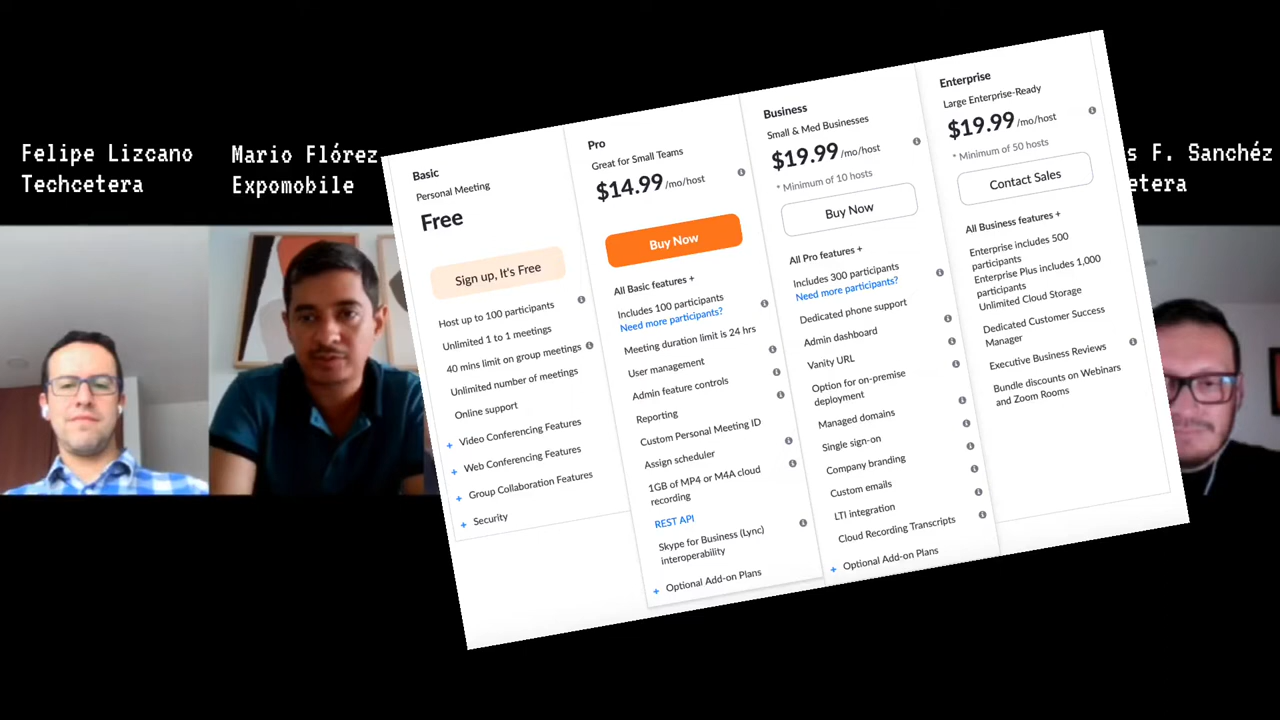 Felipe Lizcano
Techcetera
Mario Flórez
Expomobile
s F. Sanchéz
etera
Basic
Personal Meeting
Free
Sign up, It's Free
Host up to 100 participants
Unlimited 1 to 1 meetings
40 mins limit on group meetings
Unlimited number of meetings
Online support
+ Video Conferencing Features
+ Web Conferencing Features
+ Group Collaboration Features
+ Security
Pro
Great for Small Teams
$14.99/mo/host
Buy Now
All Basic features +
Includes 100 participants
Need more participants?
Meeting duration limit is 24 hrs
User management
Admin feature controls
Reporting
Custom Personal Meeting ID
Assign scheduler
1GB of MP4 or M4A cloud
recording
REST API
Skype for Business (Lync)
interoperability
+ Optional Add-on Plans
Business
Small & Med Businesses
$19.99/mo/host
* Minimum of 10 hosts
Buy Now
All Pro features +
Includes 300 participants
Need more participants?
Dedicated phone support
Admin dashboard
Vanity URL
Option for on-premise
deployment
Managed domains
Single sign-on
Company branding
Custom emails
LTI integration
Cloud Recording Transcripts
+ Optional Add-on Plans
Enterprise
Large Enterprise-Ready
$19.99/mo/host
* Minimum of 50 hosts
Contact Sales
All Business features +
Enterprise includes 500
participants
Enterprise Plus includes 1,000
participants
Unlimited Cloud Storage
Dedicated Customer Success
Manager
Executive Business Reviews
Bundle discounts on Webinars
and Zoom Rooms